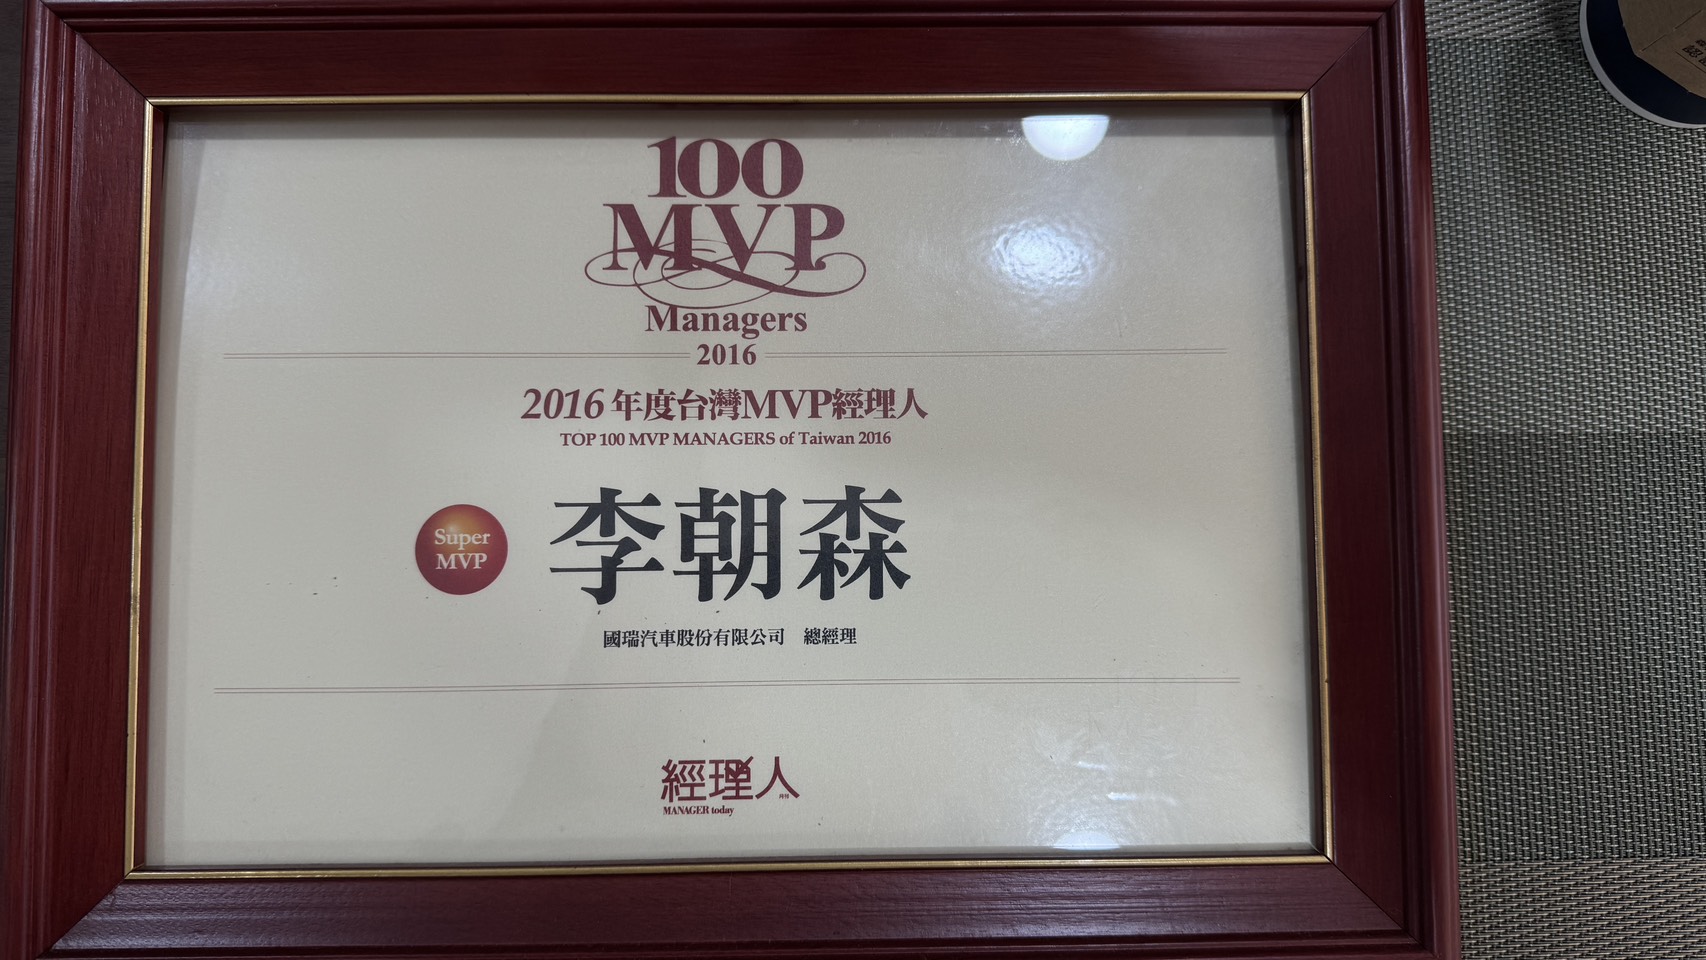 100
MVP
Managers
2016
2016年度台灣MVP經理人
TOP 100 MVP MANAGERS of Taiwan 2016
Super
MVP
李朝森
國瑞汽車股份有限公司 總經理
經理人
月刊
MANAGER today